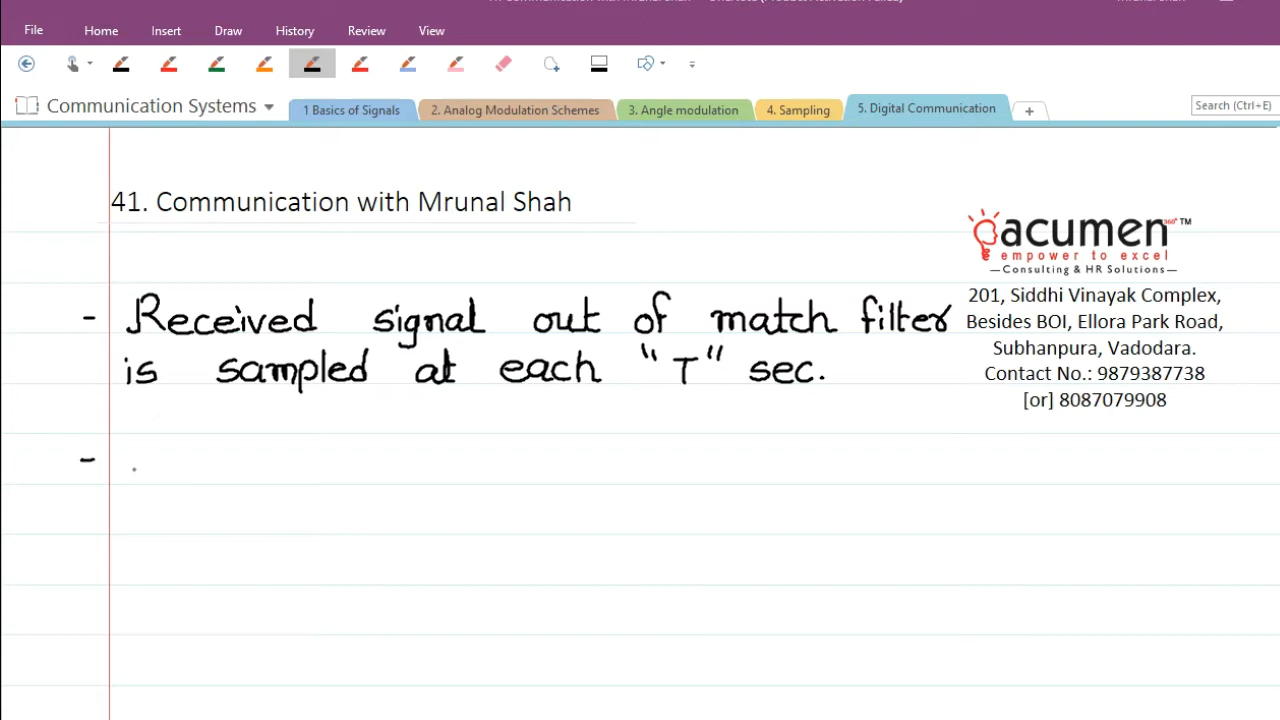 File Home Insert Draw History Review View
Communication Systems 1 Basics of Signals 2. Analog Modulation Schemes 3. Angle modulation 4. Sampling 5. Digital Communication + Search (Ctrl+E)
41. Communication with Mrunal Shah
acumen 360° TM
empower to excel
—Consulting & HR Solutions—
201, Siddhi Vinayak Complex,
Besides BOI, Ellora Park Road,
Subhanpura, Vadodara.
Contact No.: 9879387738
[or] 8087079908
- Received signal out of match filter
is sampled at each "T" sec.
-